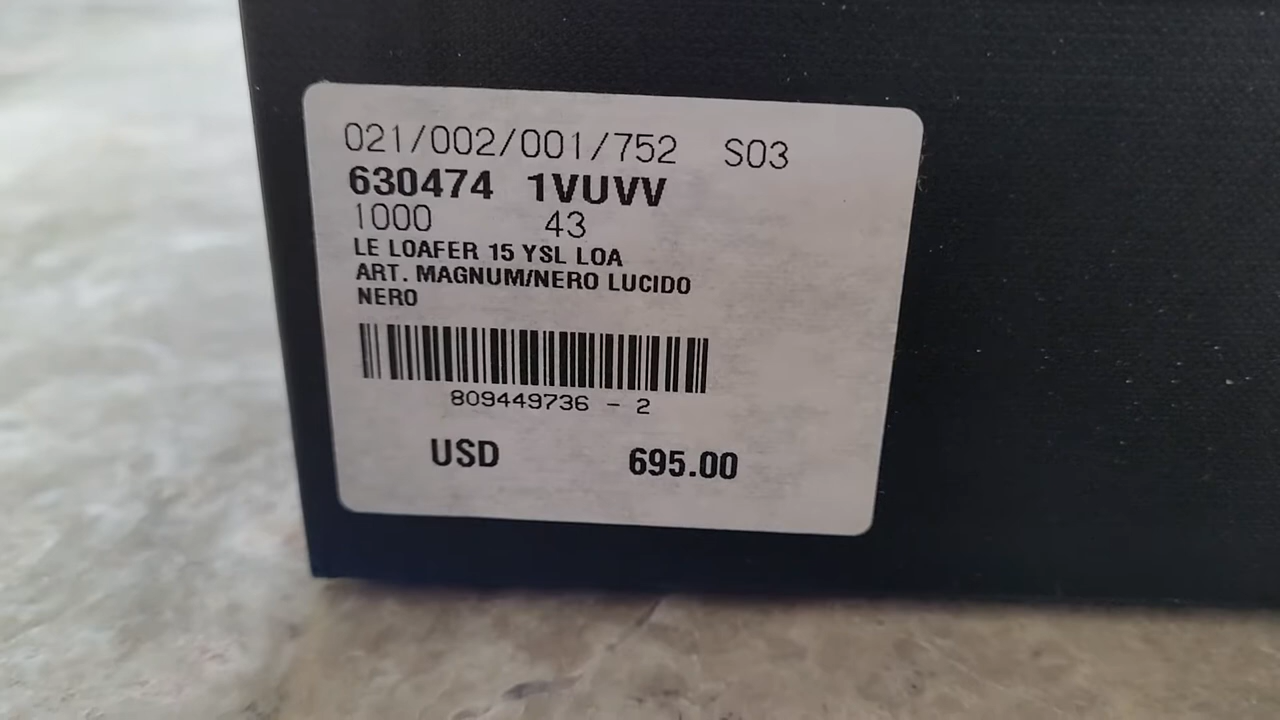 021/002/001/752 S03
630474 1VUVV
1000 43
LE LOAFER 15 YSL LOA
ART. MAGNUM/NERO LUCIDO
NERO
809449736 - 2
USD 695.00